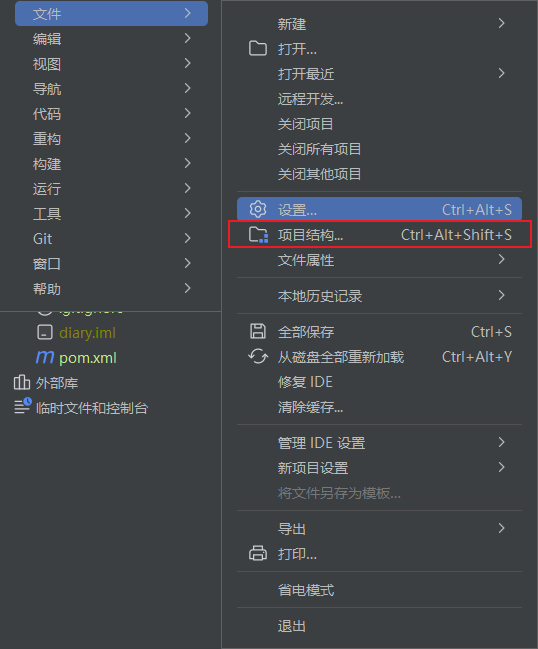 文件
编辑
视图
导航
代码
重构
构建
运行
工具
Git
窗口
帮助
diary.iml
pom.xml
外部库
临时文件和控制台
新建
打开...
打开最近
远程开发...
关闭项目
关闭所有项目
关闭其他项目
设置... Ctrl+Alt+S
项目结构... Ctrl+Alt+Shift+S
文件属性
本地历史记录
全部保存 Ctrl+S
从磁盘全部重新加载 Ctrl+Alt+Y
修复 IDE
清除缓存...
管理 IDE 设置
新项目设置
将文件另存为模板...
导出
打印...
省电模式
退出